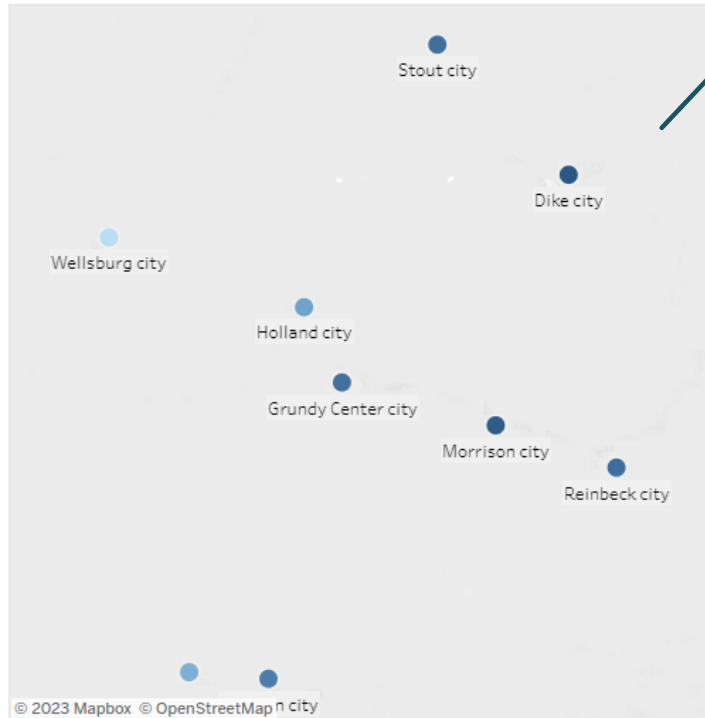 Stout city
Dike city
Wellsburg city
Holland city
Grundy Center city
Morrison city
Reinbeck city
n city
© 2023 Mapbox © OpenStreetMap